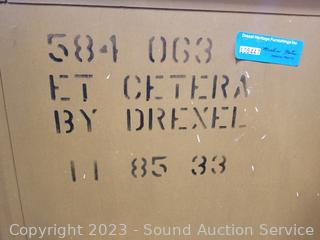 584 063
Drexel Heritage Furnishings Inc.
ET CETERA
BY DREXEL
11 85 33
Copyright 2023 - Sound Auction Service